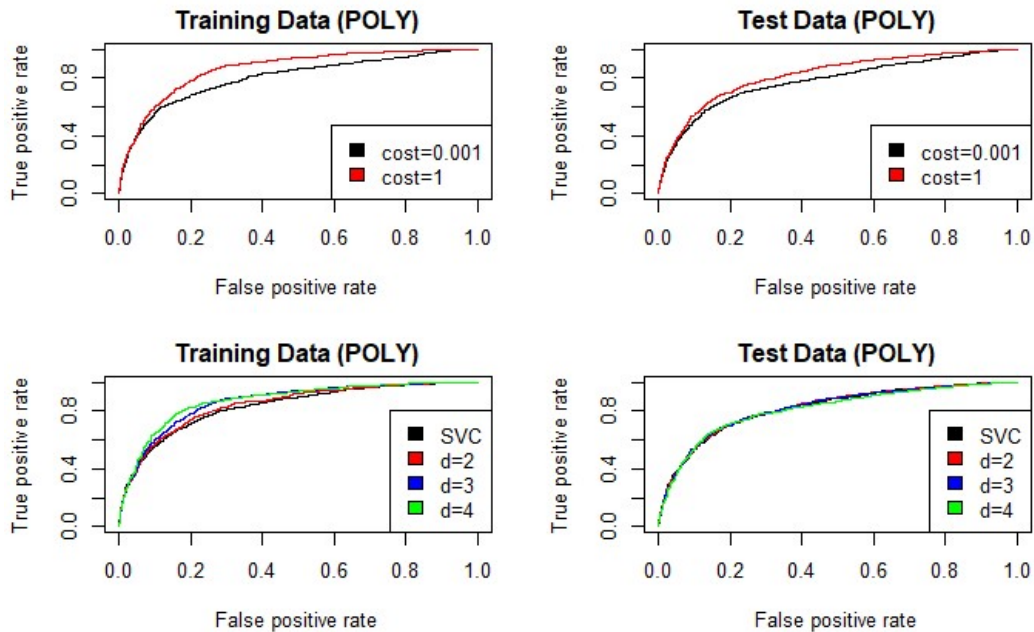 Training Data (POLY)
True positive rate
0.0 0.4 0.8
cost=0.001
cost=1
0.0 0.2 0.4 0.6 0.8 1.0
False positive rate
Test Data (POLY)
True positive rate
0.0 0.4 0.8
cost=0.001
cost=1
0.0 0.2 0.4 0.6 0.8 1.0
False positive rate
Training Data (POLY)
True positive rate
0.0 0.4 0.8
SVC
d=2
d=3
d=4
0.0 0.2 0.4 0.6 0.8 1.0
False positive rate
Test Data (POLY)
True positive rate
0.0 0.4 0.8
SVC
d=2
d=3
d=4
0.0 0.2 0.4 0.6 0.8 1.0
False positive rate